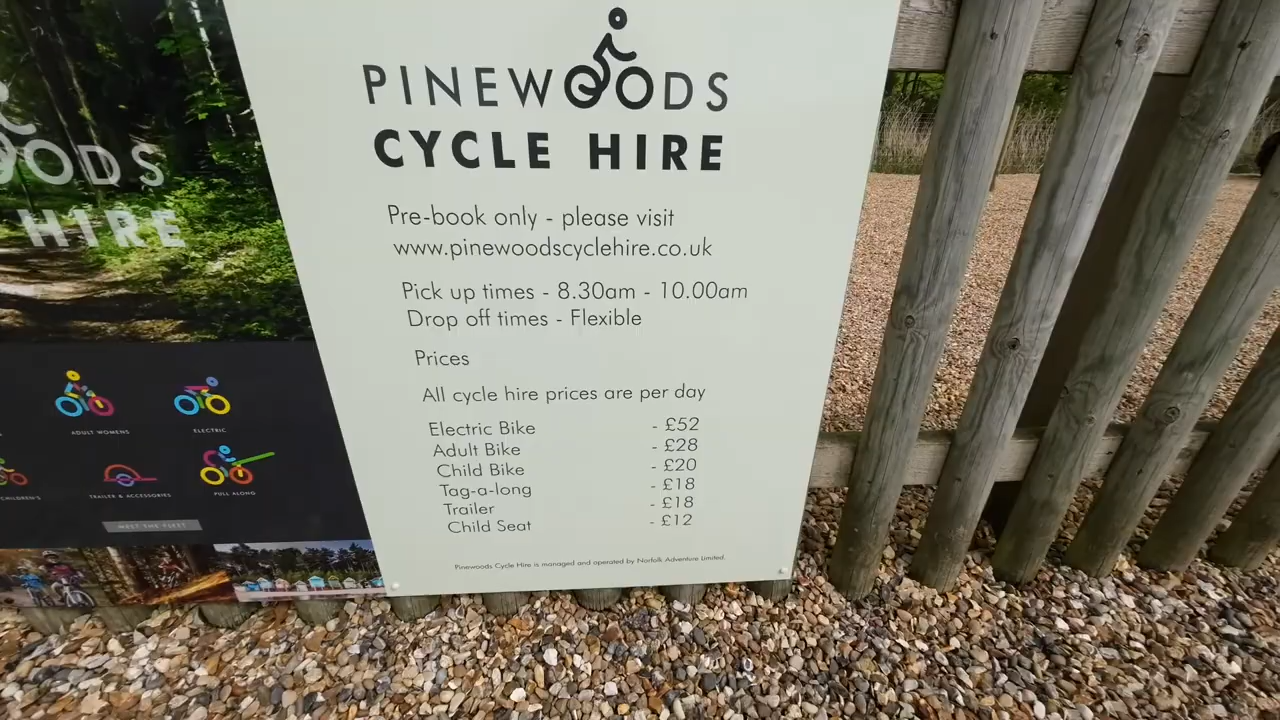 PINEWOODS
CYCLE HIRE
Pre-book only - please visit
www.pinewoodscyclehire.co.uk
Pick up times - 8.30am - 10.00am
Drop off times - Flexible
Prices
All cycle hire prices are per day
Electric Bike - £52
Adult Bike - £28
Child Bike - £20
Tag-a-long - £18
Trailer - £18
Child Seat - £12
Pinewoods Cycle Hire is managed and operated by Norfolk Adventure Limited.
OODS
HIRE
ADULT WOMENS
ELECTRIC
CHILDREN'S
TRAILER & ACCESSORIES
PULL ALONG
MEET THE FLEET